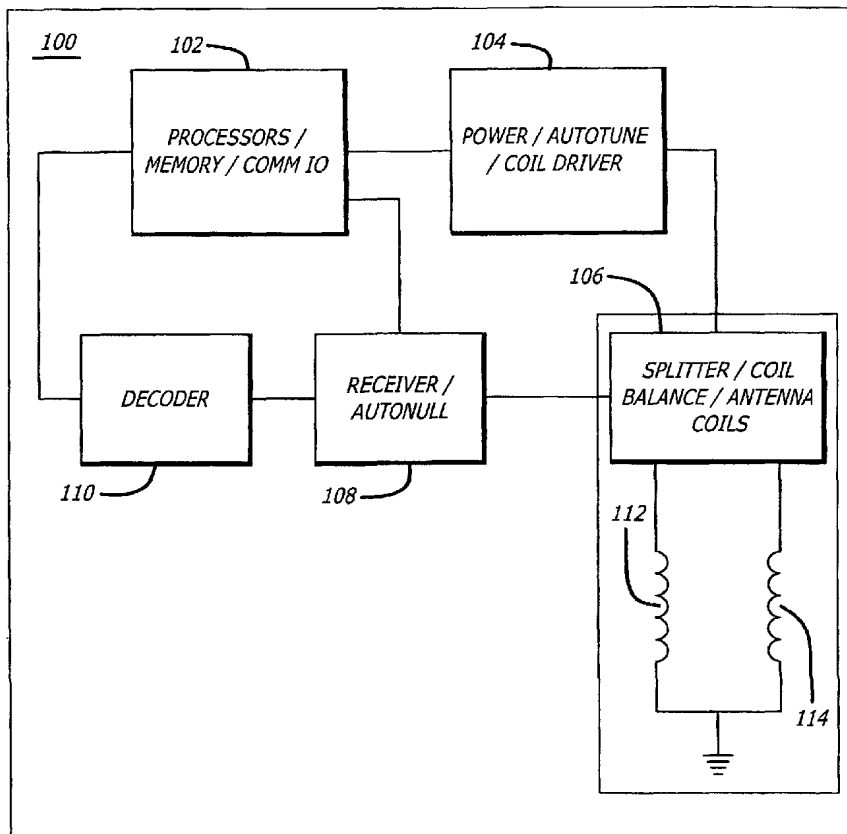 100
102
104
PROCESSORS /
MEMORY / COMM IO
POWER / AUTOTUNE
/ COIL DRIVER
106
DECODER
RECEIVER /
AUTONULL
SPLITTER / COIL
BALANCE / ANTENNA
COILS
110
108
112
114